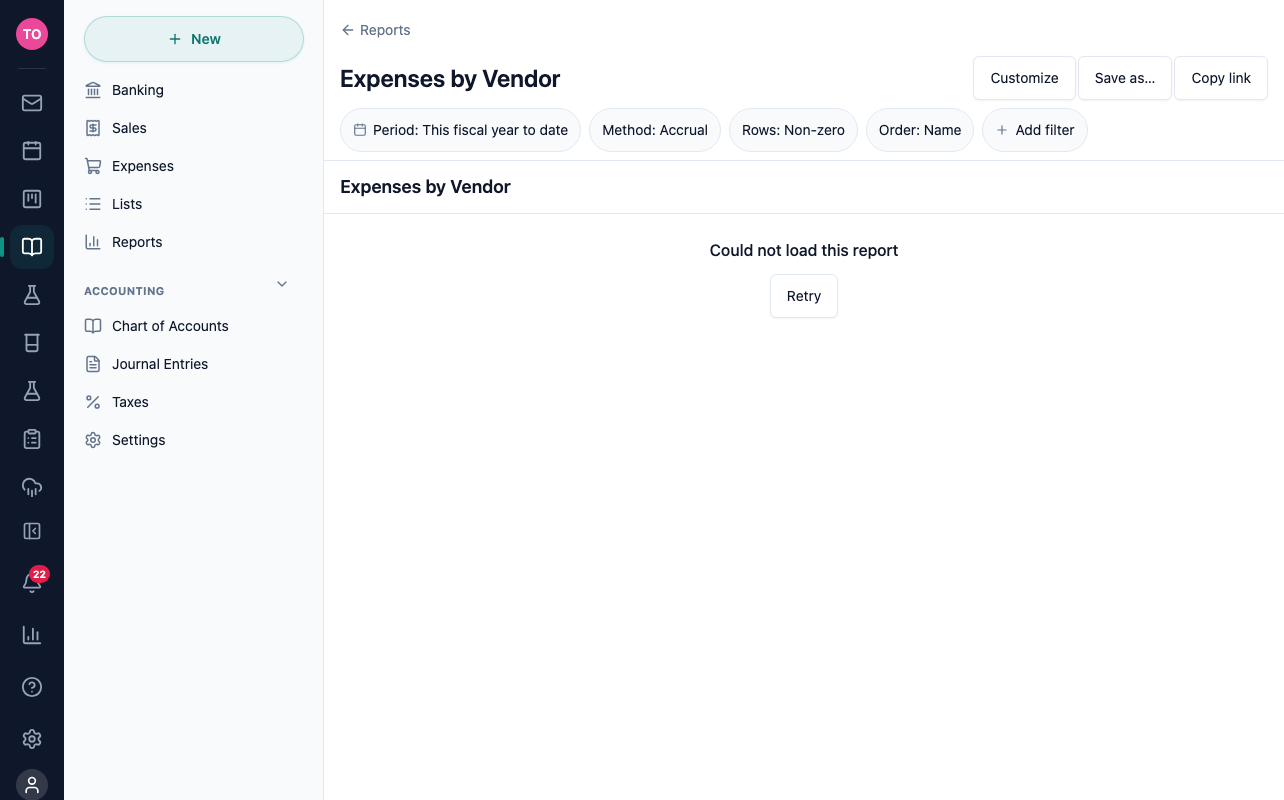 TO
New
Banking
Sales
Expenses
Lists
Reports
ACCOUNTING
Chart of Accounts
Journal Entries
Taxes
Settings
22
Reports
Expenses by Vendor
Customize
Save as...
Copy link
Period: This fiscal year to date
Method: Accrual
Rows: Non-zero
Order: Name
Add filter
Expenses by Vendor
Could not load this report
Retry